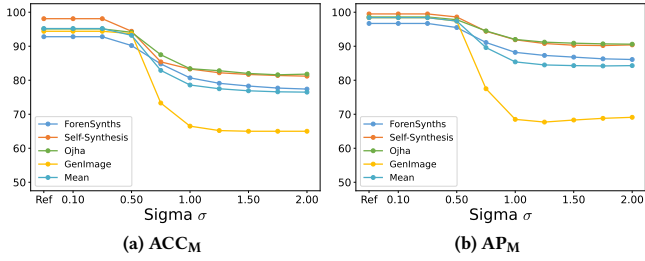 100
90
80
70
60
50
ForenSynths
Self-Synthesis
Ojha
GenImage
Mean
Ref 0.10 0.50 1.00 1.50 2.00
Sigma σ
(a) ACC_M
100
90
80
70
60
50
ForenSynths
Self-Synthesis
Ojha
GenImage
Mean
Ref 0.10 0.50 1.00 1.50 2.00
Sigma σ
(b) AP_M